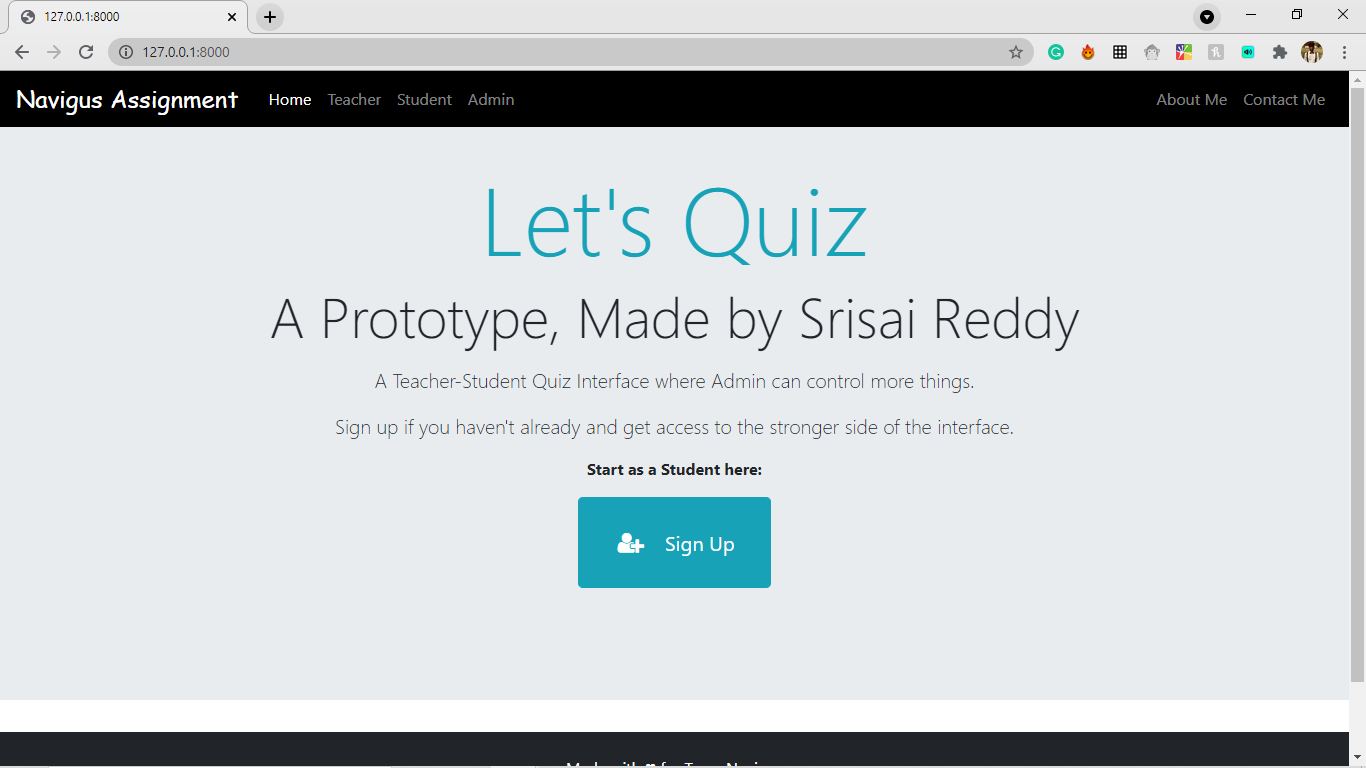 127.0.0.1:8000
127.0.0.1:8000
Navigus Assignment Home Teacher Student Admin About Me Contact Me
Let's Quiz
A Prototype, Made by Srisai Reddy
A Teacher-Student Quiz Interface where Admin can control more things.
Sign up if you haven't already and get access to the stronger side of the interface.
Start as a Student here:
Sign Up